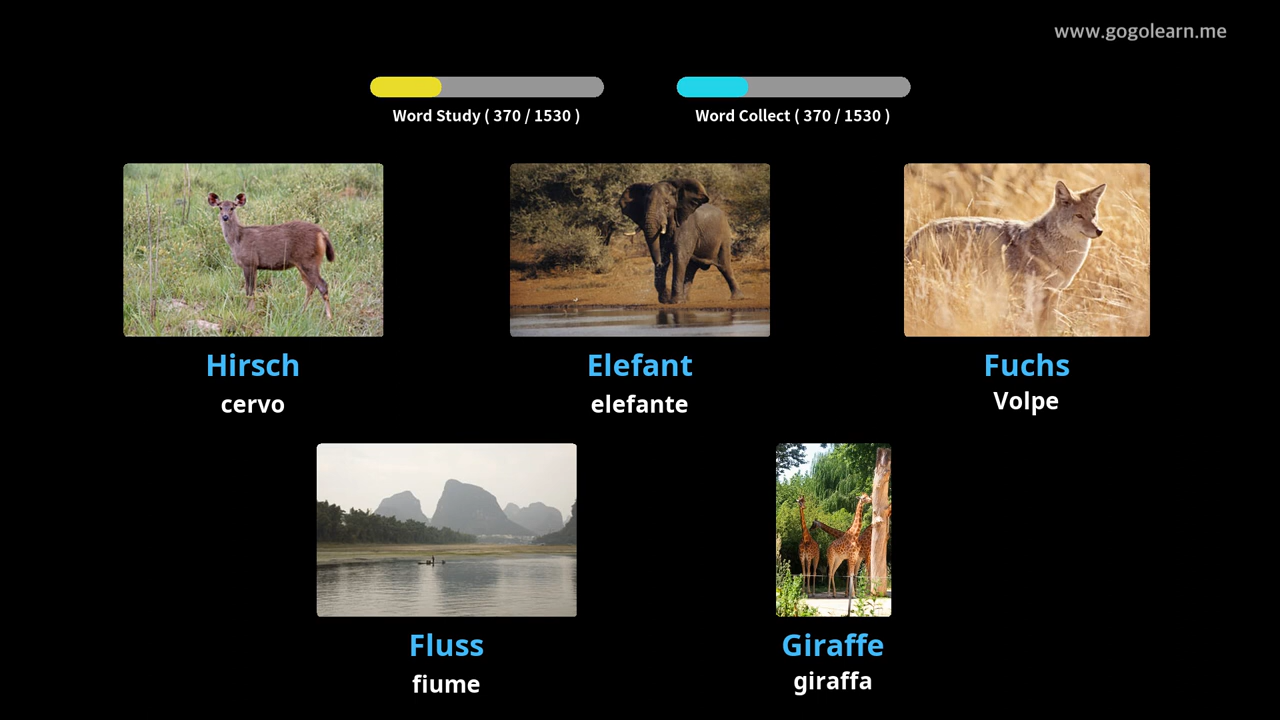 www.gogolearn.me
Word Study ( 370 / 1530 )
Word Collect ( 370 / 1530 )
Hirsch
cervo
Elefant
elefante
Fuchs
Volpe
Fluss
fiume
Giraffe
giraffa